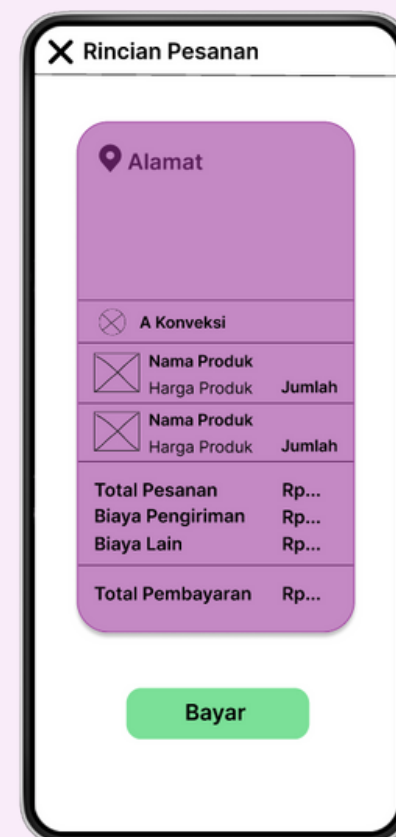 Rincian Pesanan
Alamat
A Konveksi
Nama Produk
Harga Produk Jumlah
Nama Produk
Harga Produk Jumlah
Total Pesanan Rp...
Biaya Pengiriman Rp...
Biaya Lain Rp...
Total Pembayaran Rp...
Bayar